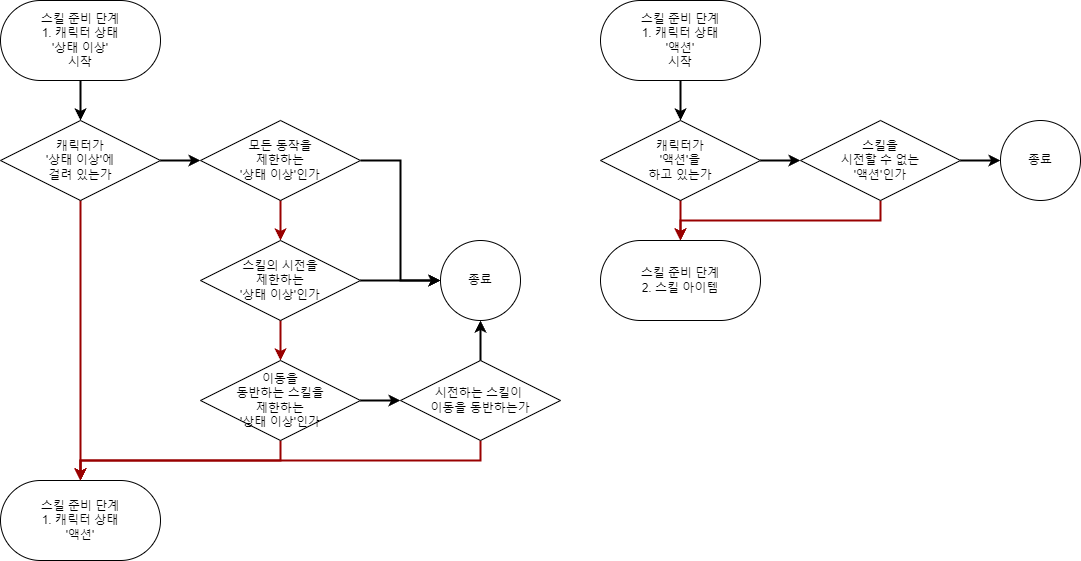 스킬 준비 단계
1. 캐릭터 상태
'상태 이상'
시작
캐릭터가
'상태 이상'에
걸려 있는가
모든 동작을
제한하는
'상태 이상'인가
스킬의 시전을
제한하는
'상태 이상'인가
종료
이동을
동반하는 스킬을
제한하는
'상태 이상'인가
시전하는 스킬이
이동을 동반하는가
스킬 준비 단계
1. 캐릭터 상태
'액션'
스킬 준비 단계
1. 캐릭터 상태
'액션'
시작
캐릭터가
'액션'을
하고 있는가
스킬을
시전할 수 없는
'액션'인가
종료
스킬 준비 단계
2. 스킬 아이템